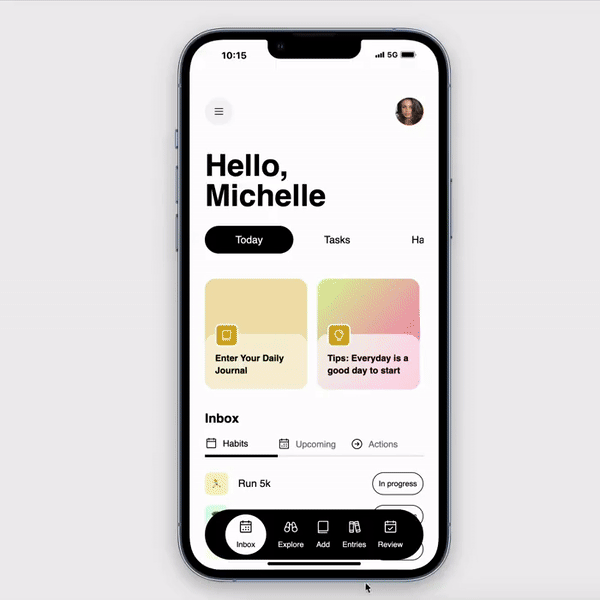 10:15 5G
Hello,
Michelle
Today Tasks Ha
Enter Your Daily
Journal
Tips: Everyday is a
good day to start
Inbox
Habits Upcoming Actions
Run 5k In progress
Inbox Explore Add Entries Review